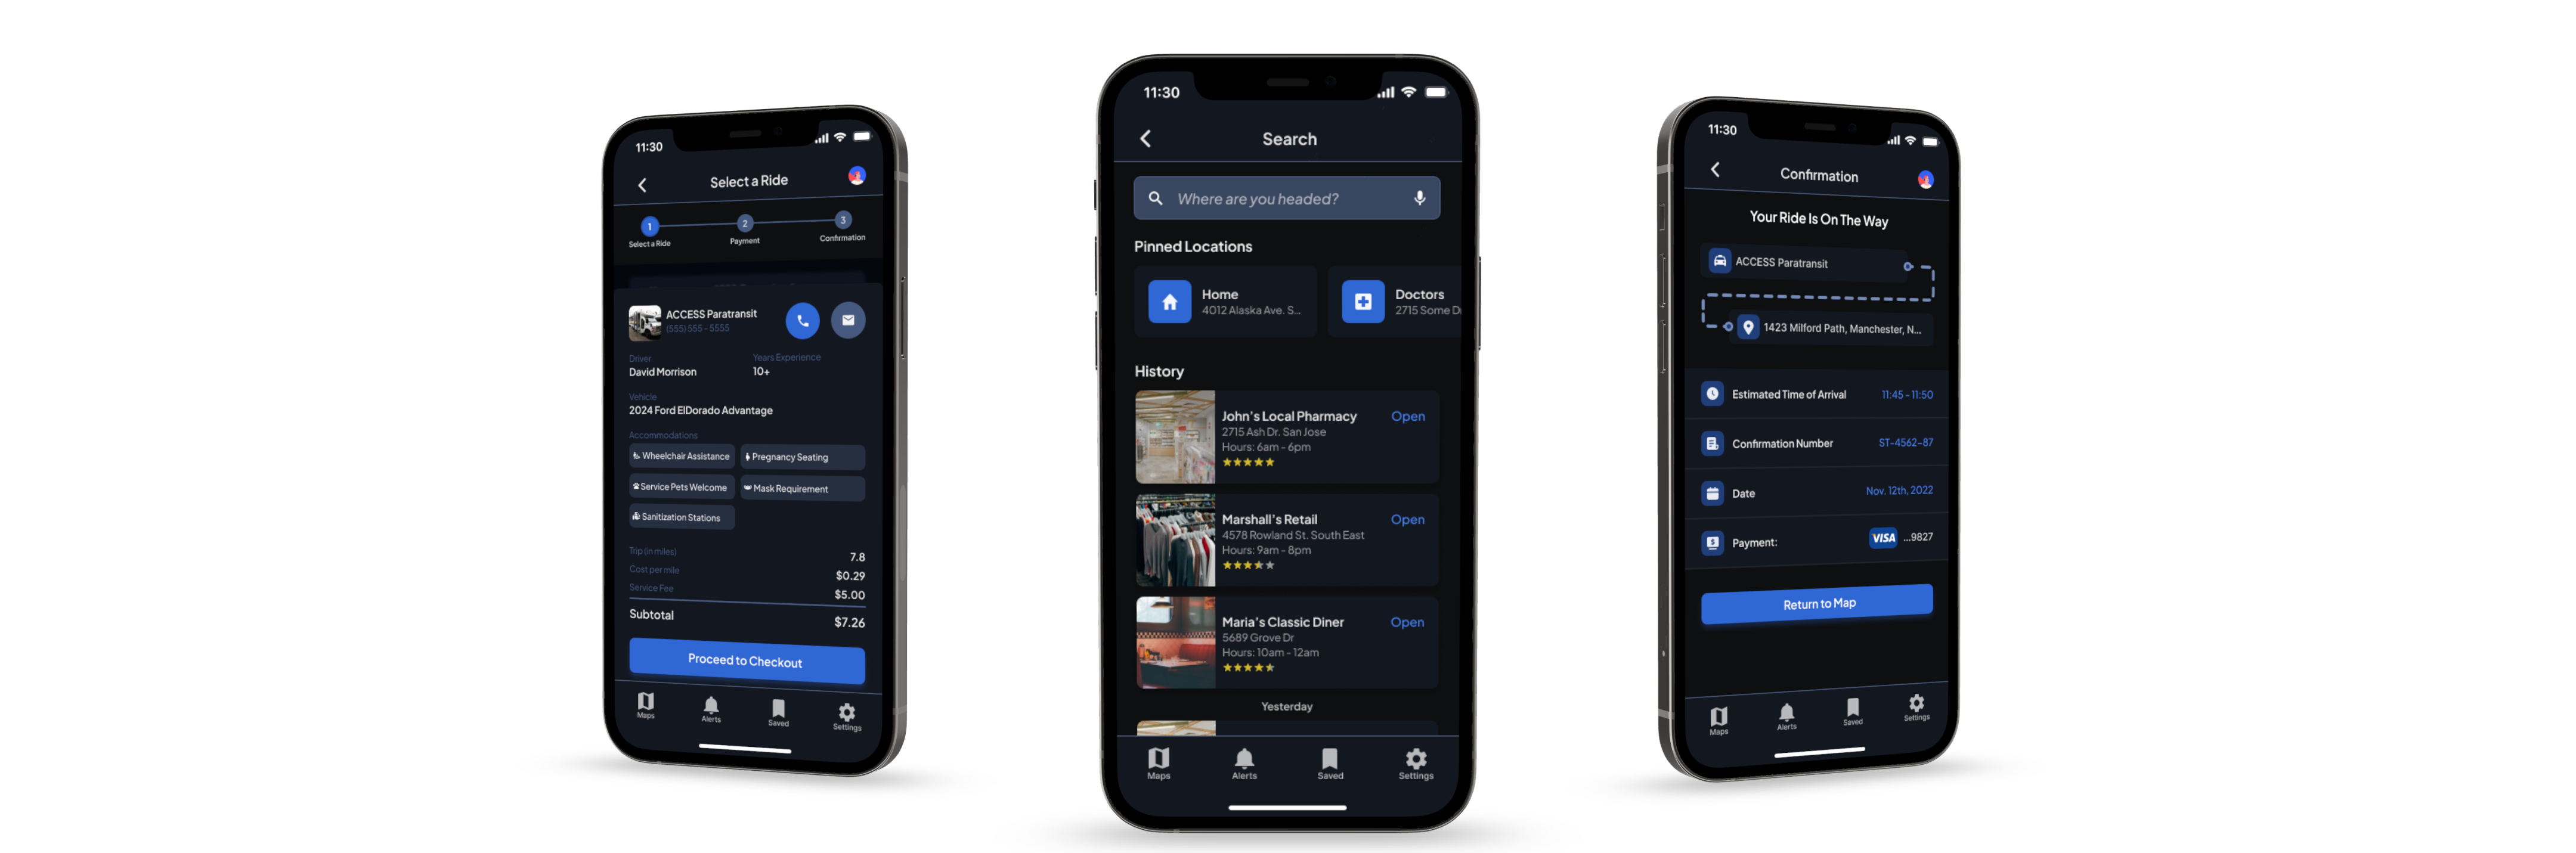 11:30
Select a Ride
1
2
3
Select a Ride
Payment
Confirmation
ACCESS Paratransit
(555) 555 - 5555
Driver
Years Experience
David Morrison
10+
Vehicle
2024 Ford ElDorado Advantage
Accommodations
Wheelchair Assistance
Pregnancy Seating
Service Pets Welcome
Mask Requirement
Sanitization Stations
Trip (in miles)
7.8
Cost per mile
$0.29
Service Fee
$5.00
Subtotal
$7.26
Proceed to Checkout
Maps
Alerts
Saved
Settings
11:30
Search
Where are you headed?
Pinned Locations
Home
4012 Alaska Ave. S...
Doctors
2715 Some D
History
John's Local Pharmacy
Open
2715 Ash Dr. San Jose
Hours: 6am - 6pm
Marshall's Retail
Open
4578 Rowland St. South East
Hours: 9am - 8pm
Maria's Classic Diner
Open
5689 Grove Dr
Hours: 10am - 12am
Yesterday
Maps
Alerts
Saved
Settings
11:30
Confirmation
Your Ride Is On The Way
ACCESS Paratransit
1423 Milford Path, Manchester, N...
Estimated Time of Arrival
11:45 - 11:50
Confirmation Number
ST-4562-87
Date
Nov. 12th, 2022
Payment:
VISA
...9827
Return to Map
Maps
Alerts
Saved
Settings